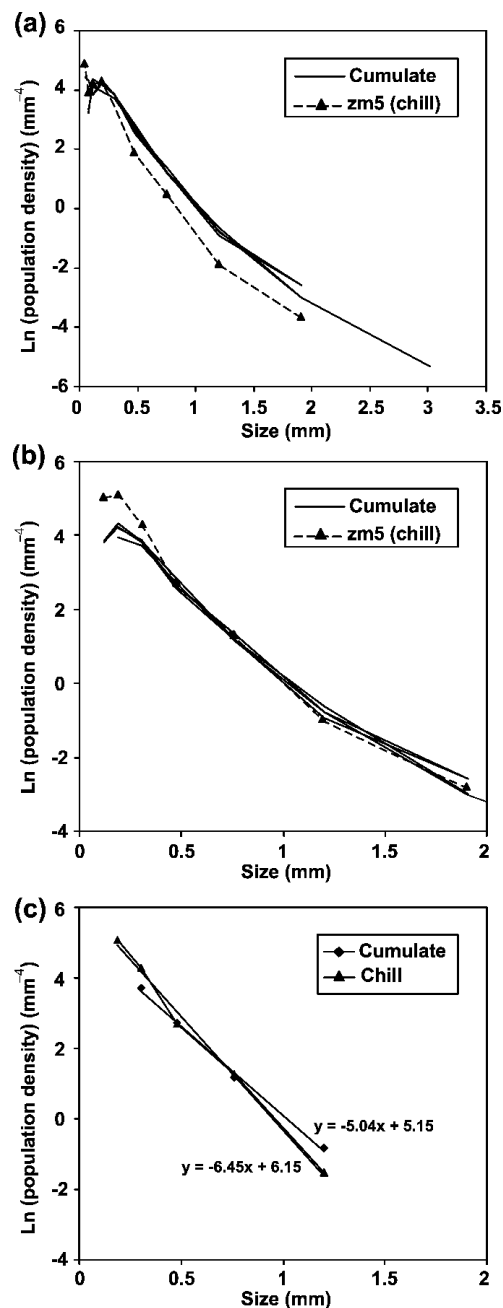 (a)
6
4
2
0
-2
-4
-6
Ln (population density) (mm⁻⁴)
Cumulate
zm5 (chill)
0 0.5 1 1.5 2 2.5 3 3.5
Size (mm)
(b)
6
4
2
0
-2
-4
Ln (population density) (mm⁻⁴)
Cumulate
zm5 (chill)
0 0.5 1 1.5 2
Size (mm)
(c)
6
4
2
0
-2
-4
Ln (population density) (mm⁻⁴)
Cumulate
Chill
y = -5.04x + 5.15
y = -6.45x + 6.15
0 0.5 1 1.5 2
Size (mm)